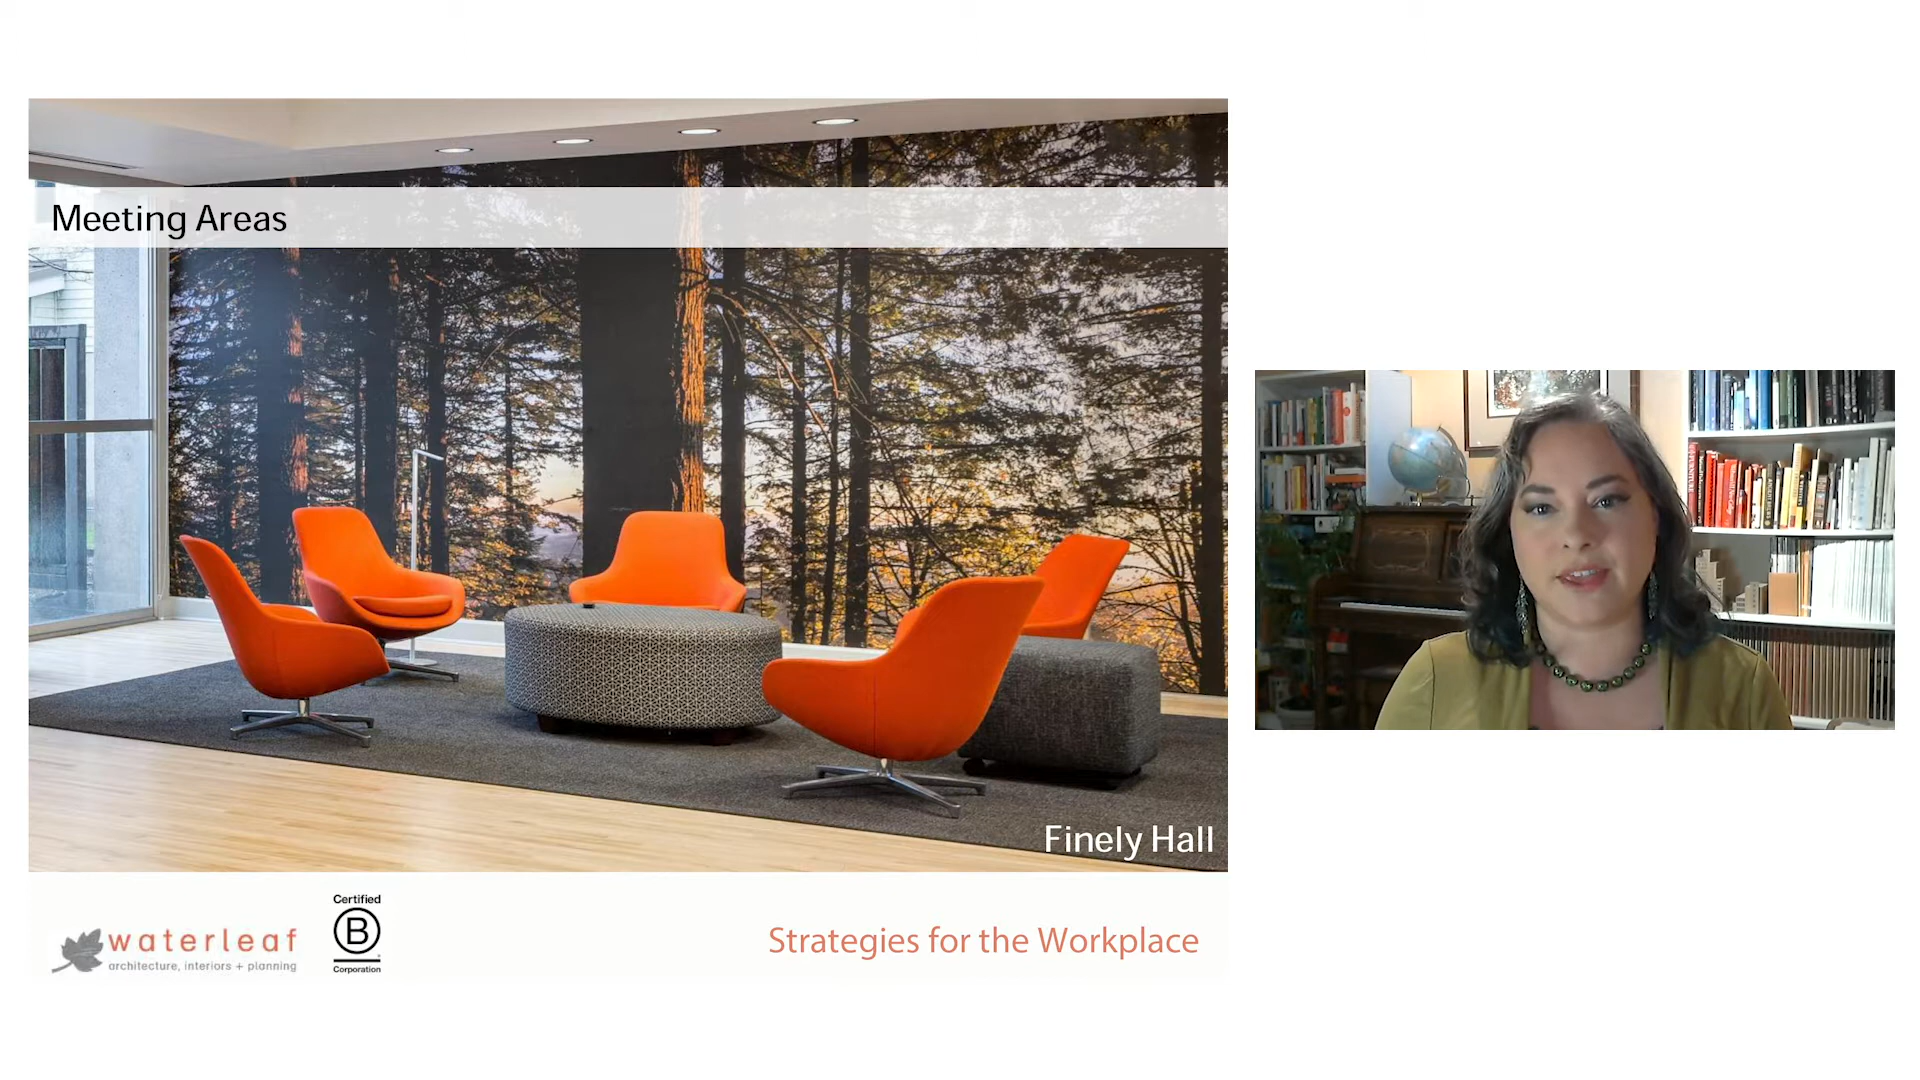 Meeting Areas
Finely Hall
waterleaf
architecture, interiors + planning
Certified
B
Corporation
Strategies for the Workplace